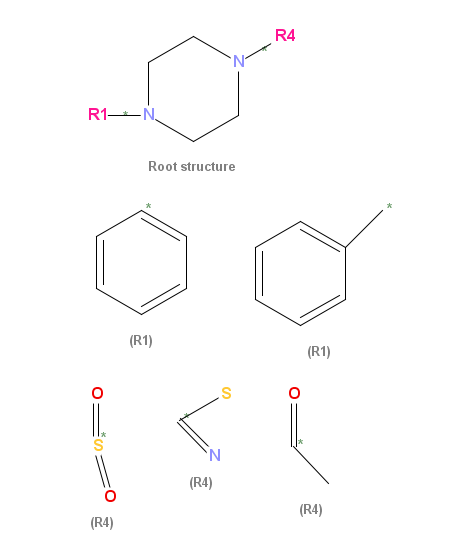 R4
*
N
R1 * N
Root structure
* *
(R1)
(R1)
O S O
* *
S * N
O (R4)
(R4) (R4)